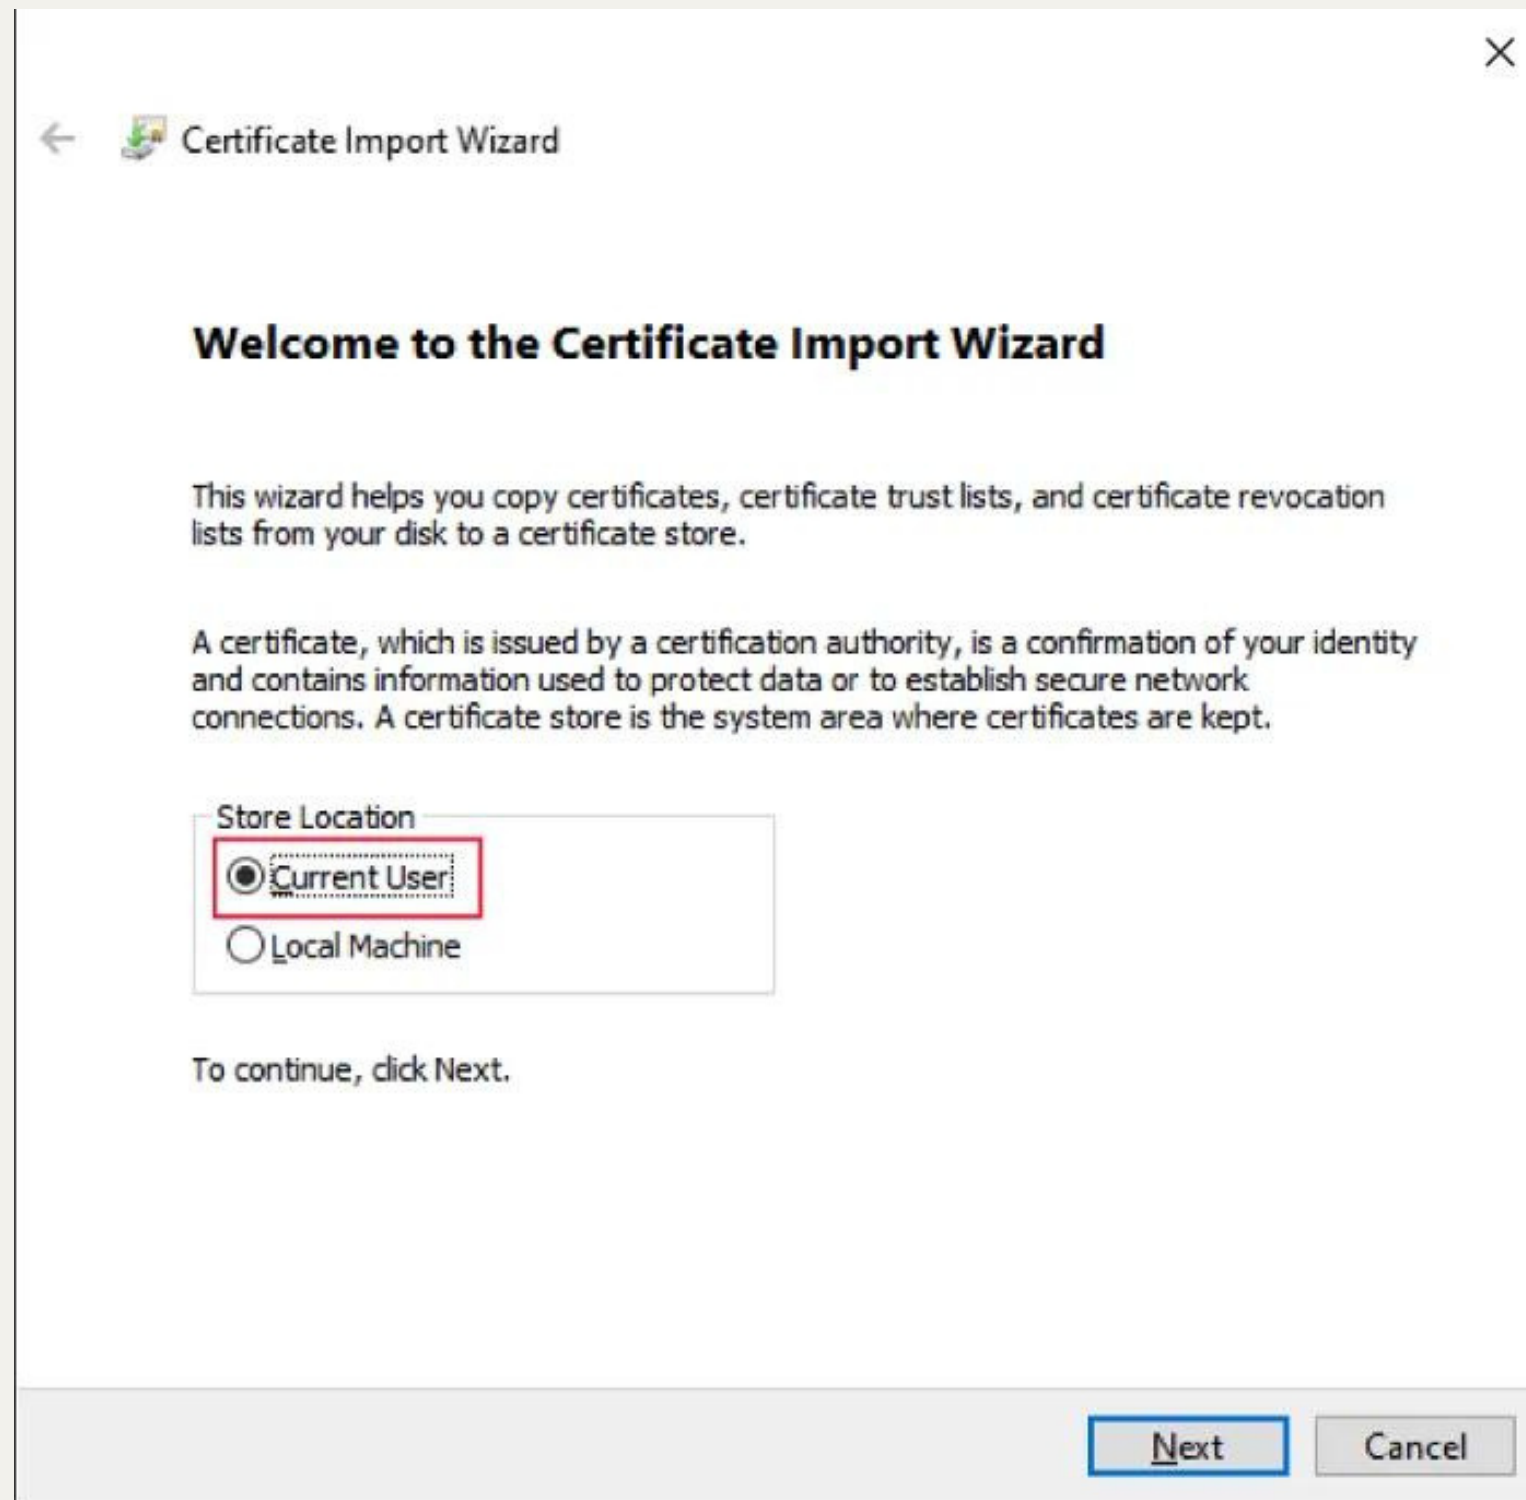 Certificate Import Wizard
Welcome to the Certificate Import Wizard
This wizard helps you copy certificates, certificate trust lists, and certificate revocation
lists from your disk to a certificate store.
A certificate, which is issued by a certification authority, is a confirmation of your identity
and contains information used to protect data or to establish secure network
connections. A certificate store is the system area where certificates are kept.
Store Location
Current User
Local Machine
To continue, click Next.
Next
Cancel